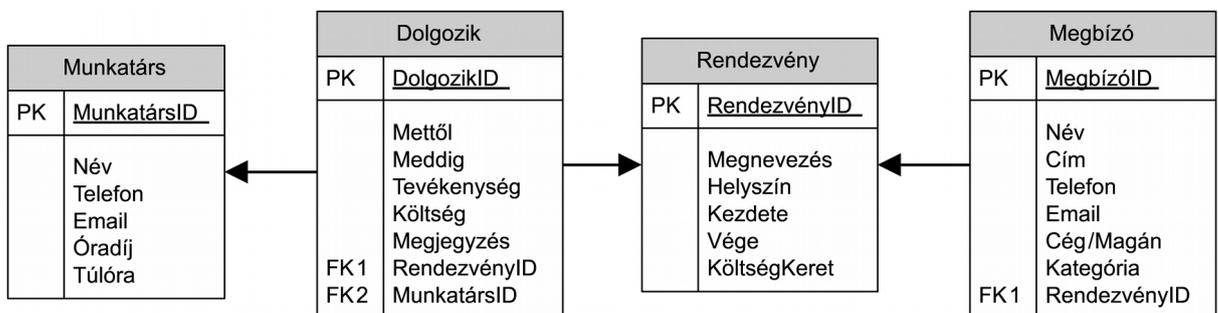 Munkatárs
PK MunkatársID
Név
Telefon
Email
Óradíj
Túlóra
Dolgozik
PK DolgozikID
Mettől
Meddig
Tevékenység
Költség
Megjegyzés
FK1 RendezvényID
FK2 MunkatársID
Rendezvény
PK RendezvényID
Megnevezés
Helyszín
Kezdete
Vége
KöltségKeret
Megbízó
PK MegbízóID
Név
Cím
Telefon
Email
Cég/Magán
Kategória
FK1 RendezvényID